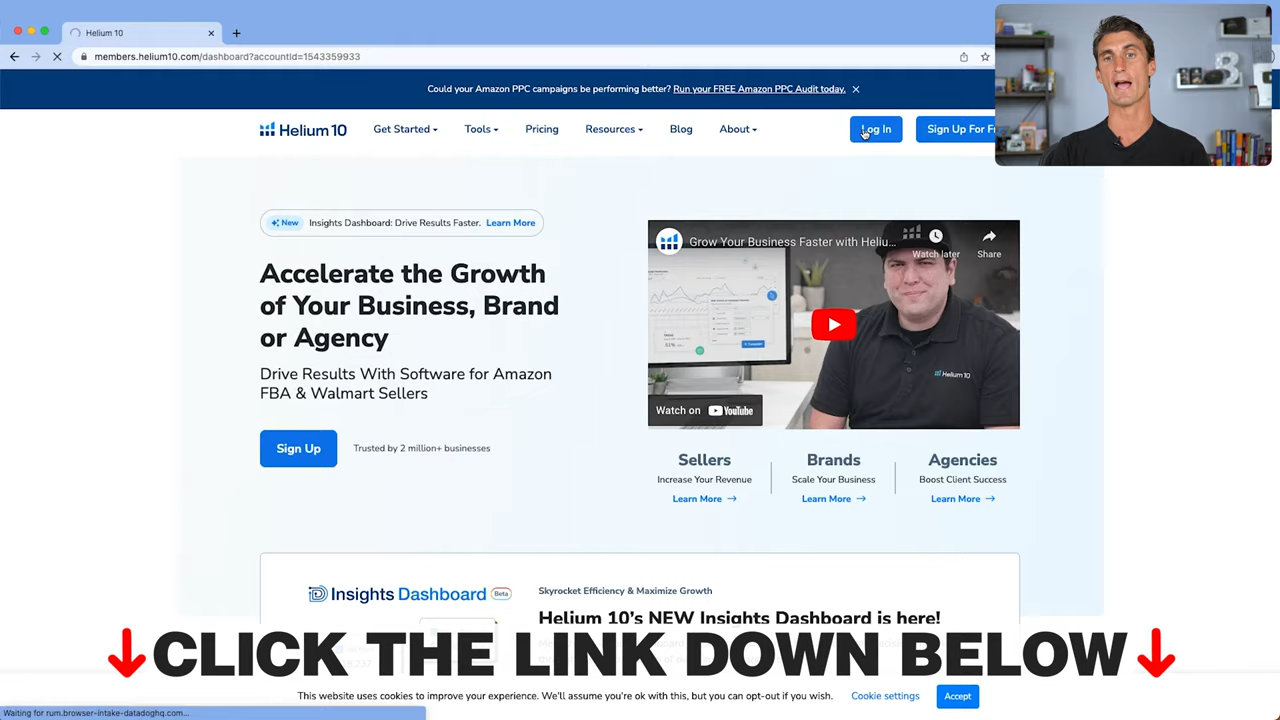 Helium 10
members.helium10.com/dashboard?accountId=1543359933
Could your Amazon PPC campaigns be performing better? Run your FREE Amazon PPC Audit today.
Helium 10
Get Started
Tools
Pricing
Resources
Blog
About
Log In
Sign Up For
New
Insights Dashboard: Drive Results Faster. Learn More
Accelerate the Growth
of Your Business, Brand
or Agency
Drive Results With Software for Amazon
FBA & Walmart Sellers
Sign Up
Trusted by 2 million+ businesses
Grow Your Business Faster with Heliu...
Watch later
Share
Helium 10
Watch on YouTube
Sellers
Increase Your Revenue
Learn More →
Brands
Scale Your Business
Learn More →
Agencies
Boost Client Success
Learn More →
Insights Dashboard Beta
Skyrocket Efficiency & Maximize Growth
Helium 10's NEW Insights Dashboard is here!
↓CLICK THE LINK DOWN BELOW↓
This website uses cookies to improve your experience. We'll assume you're ok with this, but you can opt-out if you wish.
Cookie settings
Accept
Waiting for rum.browser-intake-datadoghq.com...